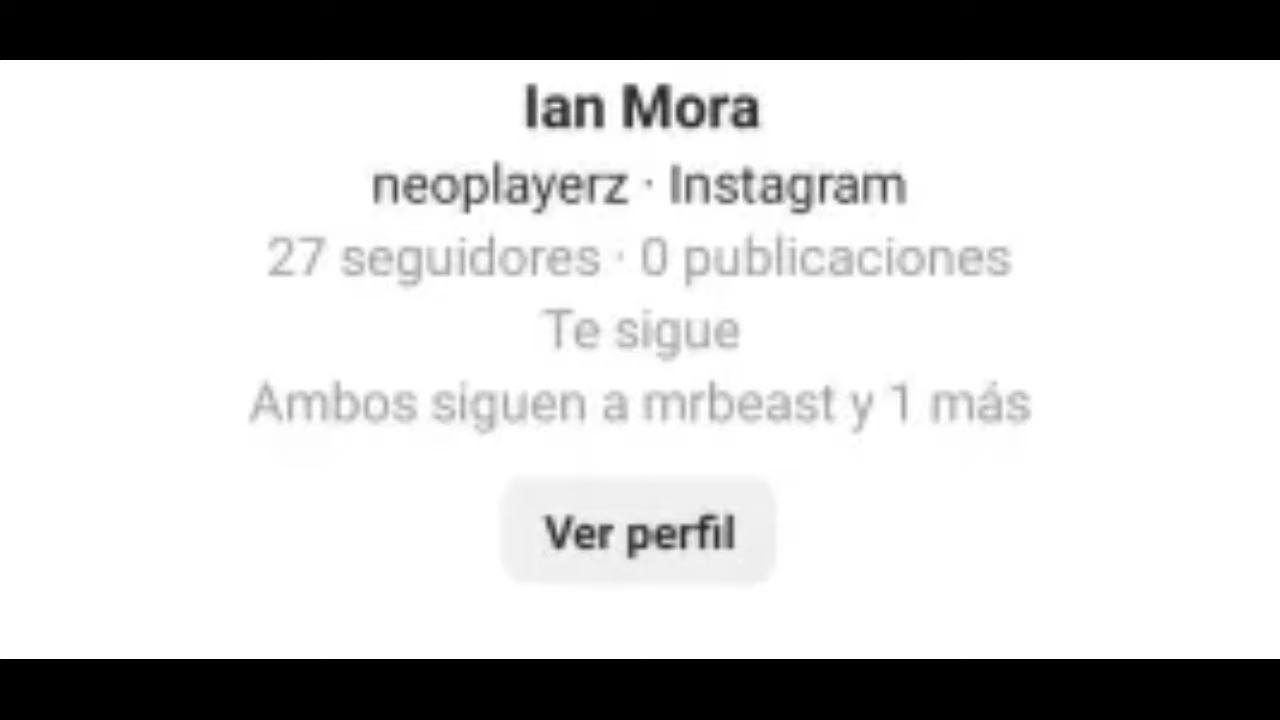 Ian Mora
neoplayerz · Instagram
27 seguidores · 0 publicaciones
Te sigue
Ambos siguen a mrbeast y 1 más
Ver perfil